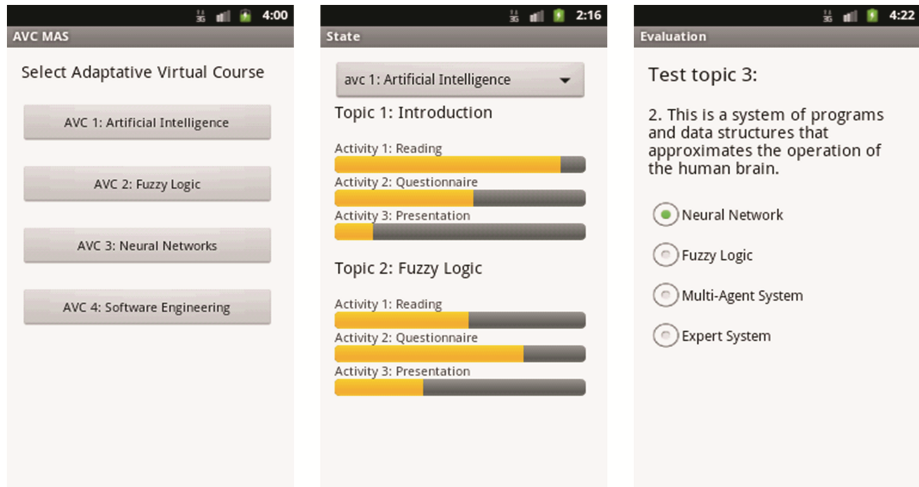 3G 4:00
AVC MAS
Select Adaptative Virtual Course
AVC 1: Artificial Intelligence
AVC 2: Fuzzy Logic
AVC 3: Neural Networks
AVC 4: Software Engineering
3G 2:16
State
avc 1: Artificial Intelligence
Topic 1: Introduction
Activity 1: Reading
Activity 2: Questionnaire
Activity 3: Presentation
Topic 2: Fuzzy Logic
Activity 1: Reading
Activity 2: Questionnaire
Activity 3: Presentation
3G 4:22
Evaluation
Test topic 3:
2. This is a system of programs
and data structures that
approximates the operation of
the human brain.
Neural Network
Fuzzy Logic
Multi-Agent System
Expert System